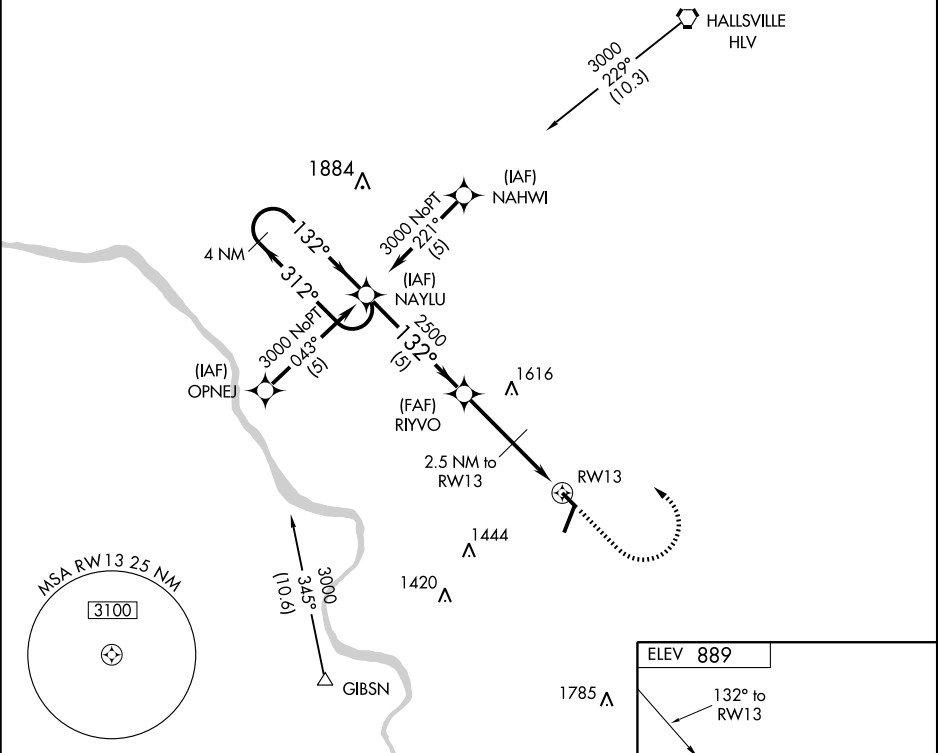 HALLSVILLE
HLV
3000
229°
(10.3)
1884
(IAF)
NAHWI
3000 NoPT
221°
(5)
132°
4 NM
312°
(IAF)
NAYLU
3000 NoPT
043°
(5)
2500
132°
(5)
(IAF)
OPNEJ
1616
(FAF)
RIYVO
2.5 NM to
RW13
RW13
1444
1420
3000
345°
(10.6)
GIBSN
MSA RW13 25 NM
3100
1785
ELEV 889
132° to
RW13